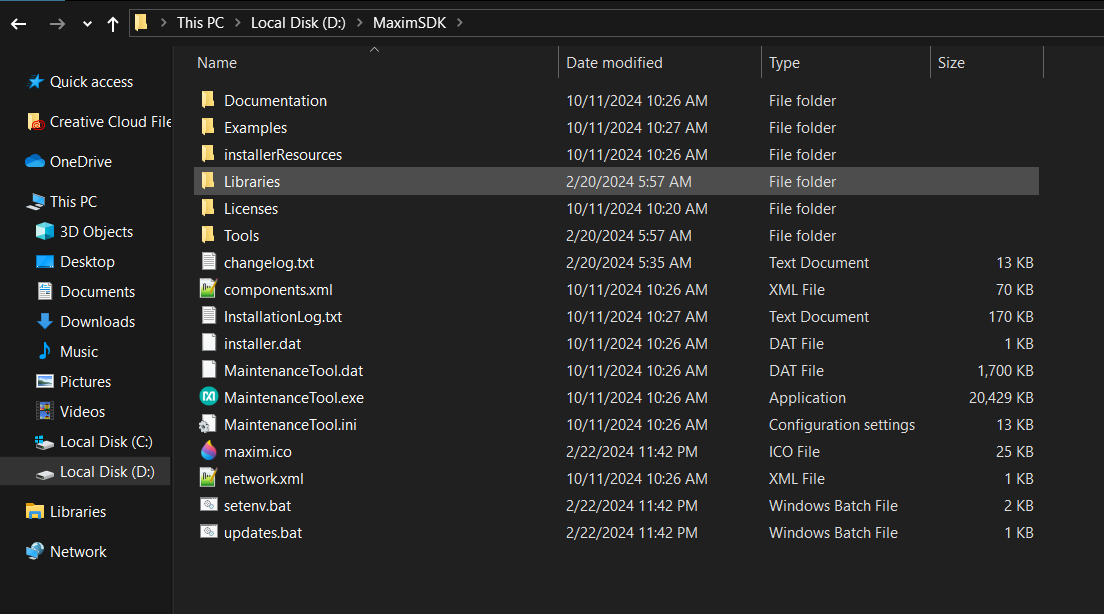 This PC > Local Disk (D:) > MaximSDK >
Name Date modified Type Size
Quick access
Creative Cloud File
OneDrive
This PC
3D Objects
Desktop
Documents
Downloads
Music
Pictures
Videos
Local Disk (C:)
Local Disk (D:)
Libraries
Network
Documentation 10/11/2024 10:26 AM File folder
Examples 10/11/2024 10:27 AM File folder
installerResources 10/11/2024 10:26 AM File folder
Libraries 2/20/2024 5:57 AM File folder
Licenses 10/11/2024 10:20 AM File folder
Tools 2/20/2024 5:57 AM File folder
changelog.txt 2/20/2024 5:35 AM Text Document 13 KB
components.xml 10/11/2024 10:26 AM XML File 70 KB
InstallationLog.txt 10/11/2024 10:27 AM Text Document 170 KB
installer.dat 10/11/2024 10:26 AM DAT File 1 KB
MaintenanceTool.dat 10/11/2024 10:26 AM DAT File 1,700 KB
MaintenanceTool.exe 10/11/2024 10:26 AM Application 20,429 KB
MaintenanceTool.ini 10/11/2024 10:26 AM Configuration settings 13 KB
maxim.ico 2/22/2024 11:42 PM ICO File 25 KB
network.xml 10/11/2024 10:26 AM XML File 1 KB
setenv.bat 2/22/2024 11:42 PM Windows Batch File 2 KB
updates.bat 2/22/2024 11:42 PM Windows Batch File 1 KB